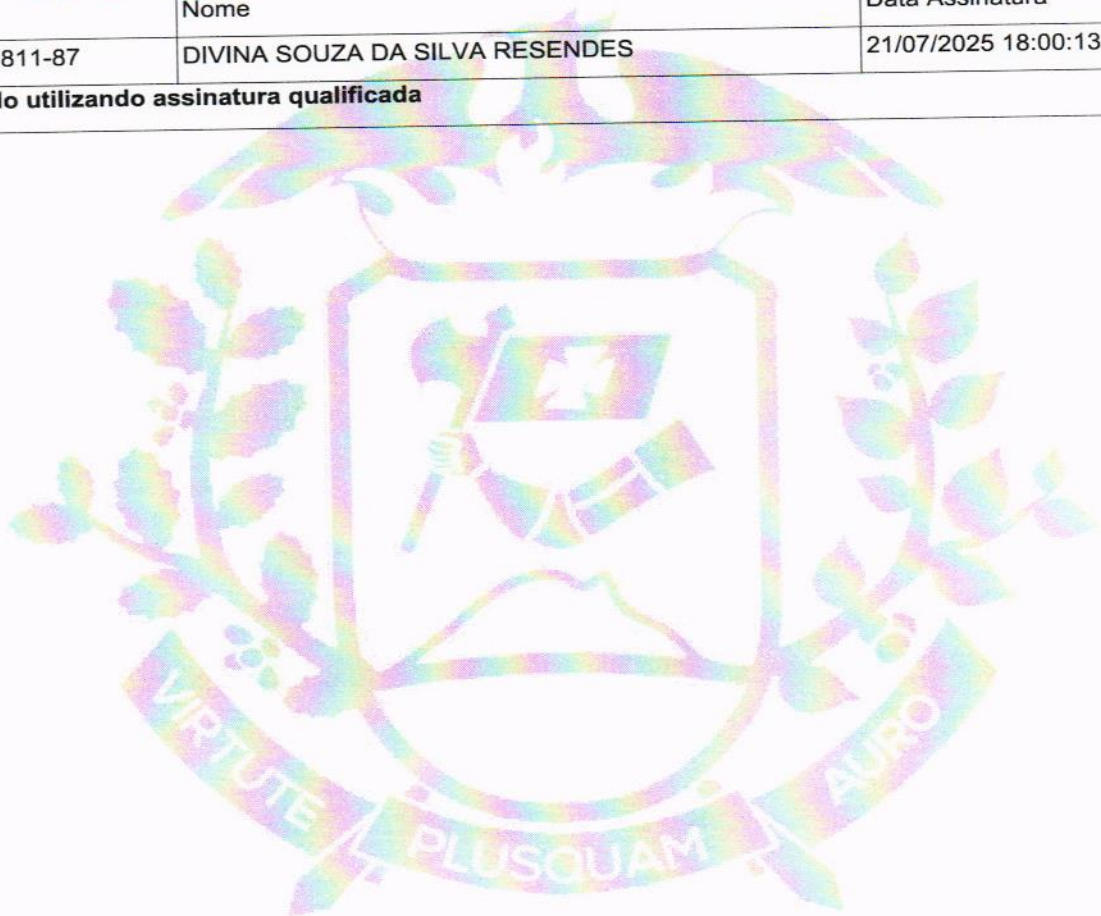 Nome
Data Assinatura
811-87
DIVINA SOUZA DA SILVA RESENDES
21/07/2025 18:00:13
do utilizando assinatura qualificada
VIRTUTE
PLUSQUAM
AURO